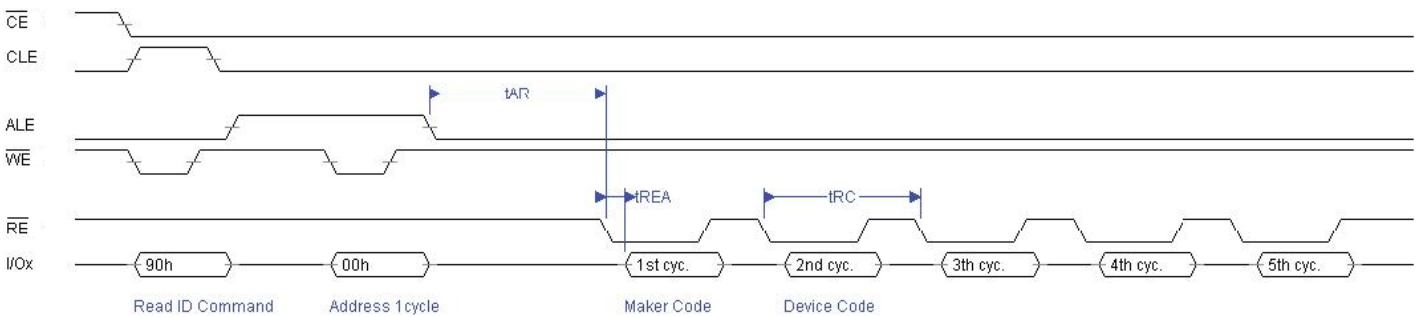 CE
CLE
tAR
ALE
WE
tREA
tRC
RE
I/Ox
90h
00h
1st cyc.
2nd cyc.
3th cyc.
4th cyc.
5th cyc.
Read ID Command
Address 1cycle
Maker Code
Device Code